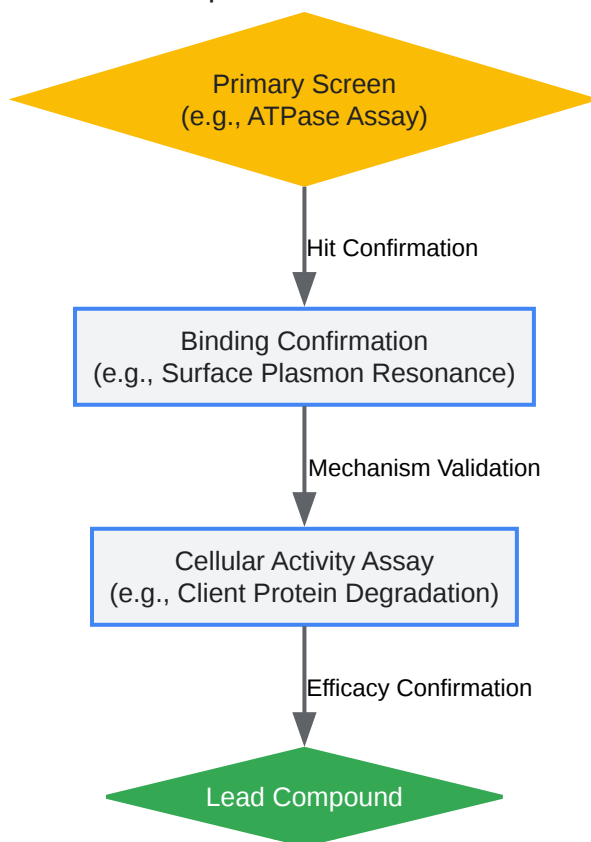 Primary Screen
(e.g., ATPase Assay)
Hit Confirmation
Binding Confirmation
(e.g., Surface Plasmon Resonance)
Mechanism Validation
Cellular Activity Assay
(e.g., Client Protein Degradation)
Efficacy Confirmation
Lead Compound